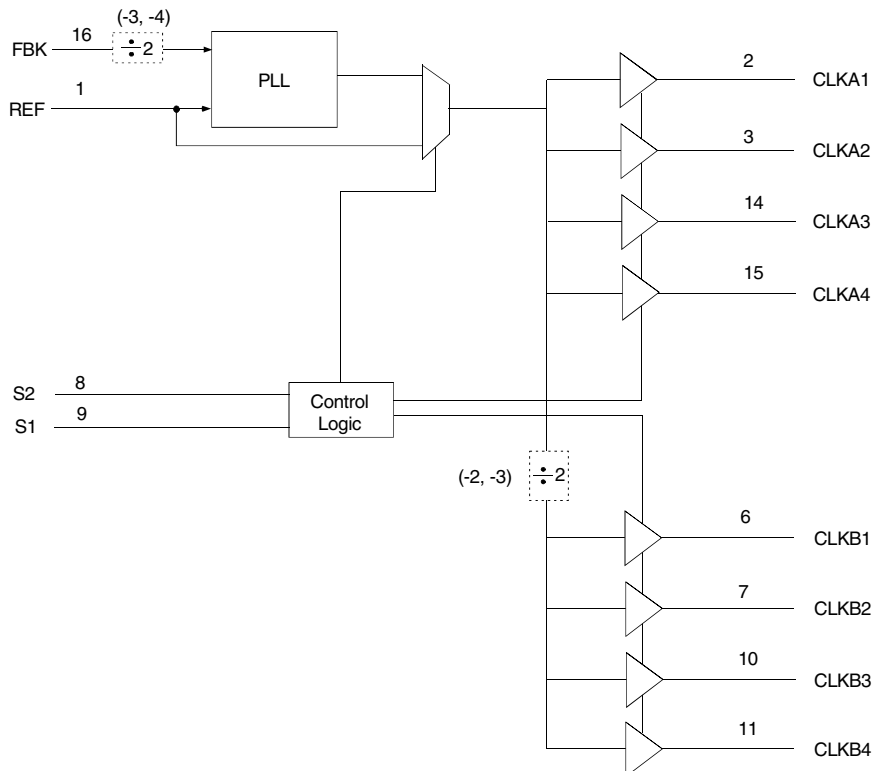 (-3, -4)
FBK 16 ÷2
PLL
REF 1
2 CLKA1
3 CLKA2
14 CLKA3
15 CLKA4
S2 8
S1 9
Control
Logic
(-2, -3) ÷2
6 CLKB1
7 CLKB2
10 CLKB3
11 CLKB4